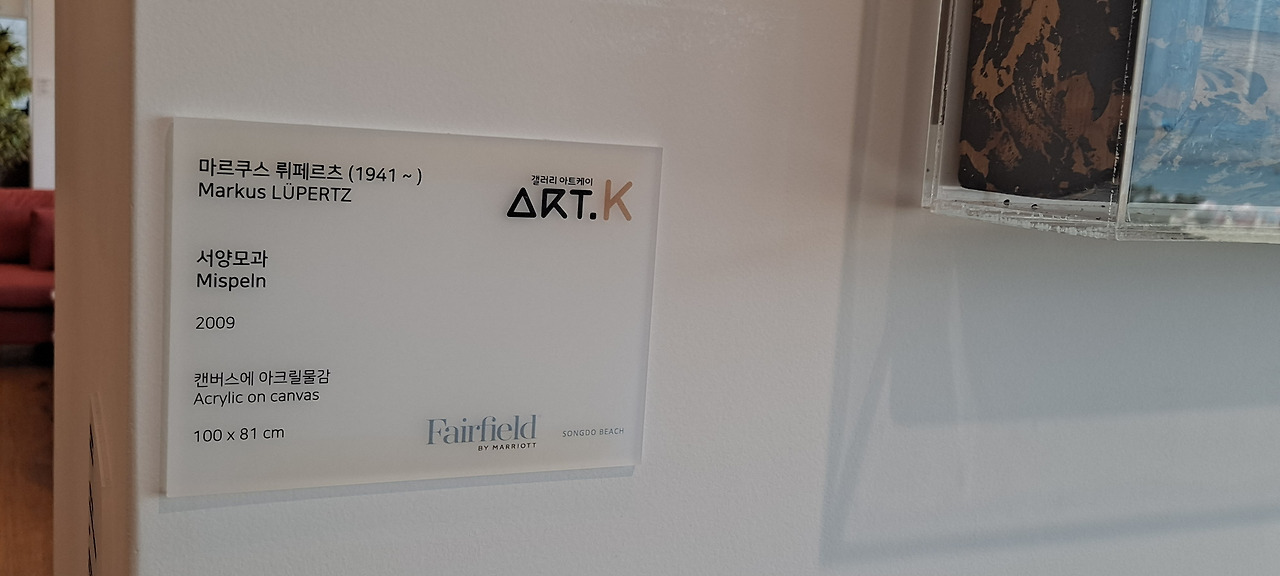 마르쿠스 뤼페르츠 (1941 ~ )
Markus LÜPERTZ
갤러리 아트케이
ART.K
서양모과
Mispeln
2009
캔버스에 아크릴물감
Acrylic on canvas
100 x 81 cm
Fairfield
BY MARRIOTT
SONGDO BEACH